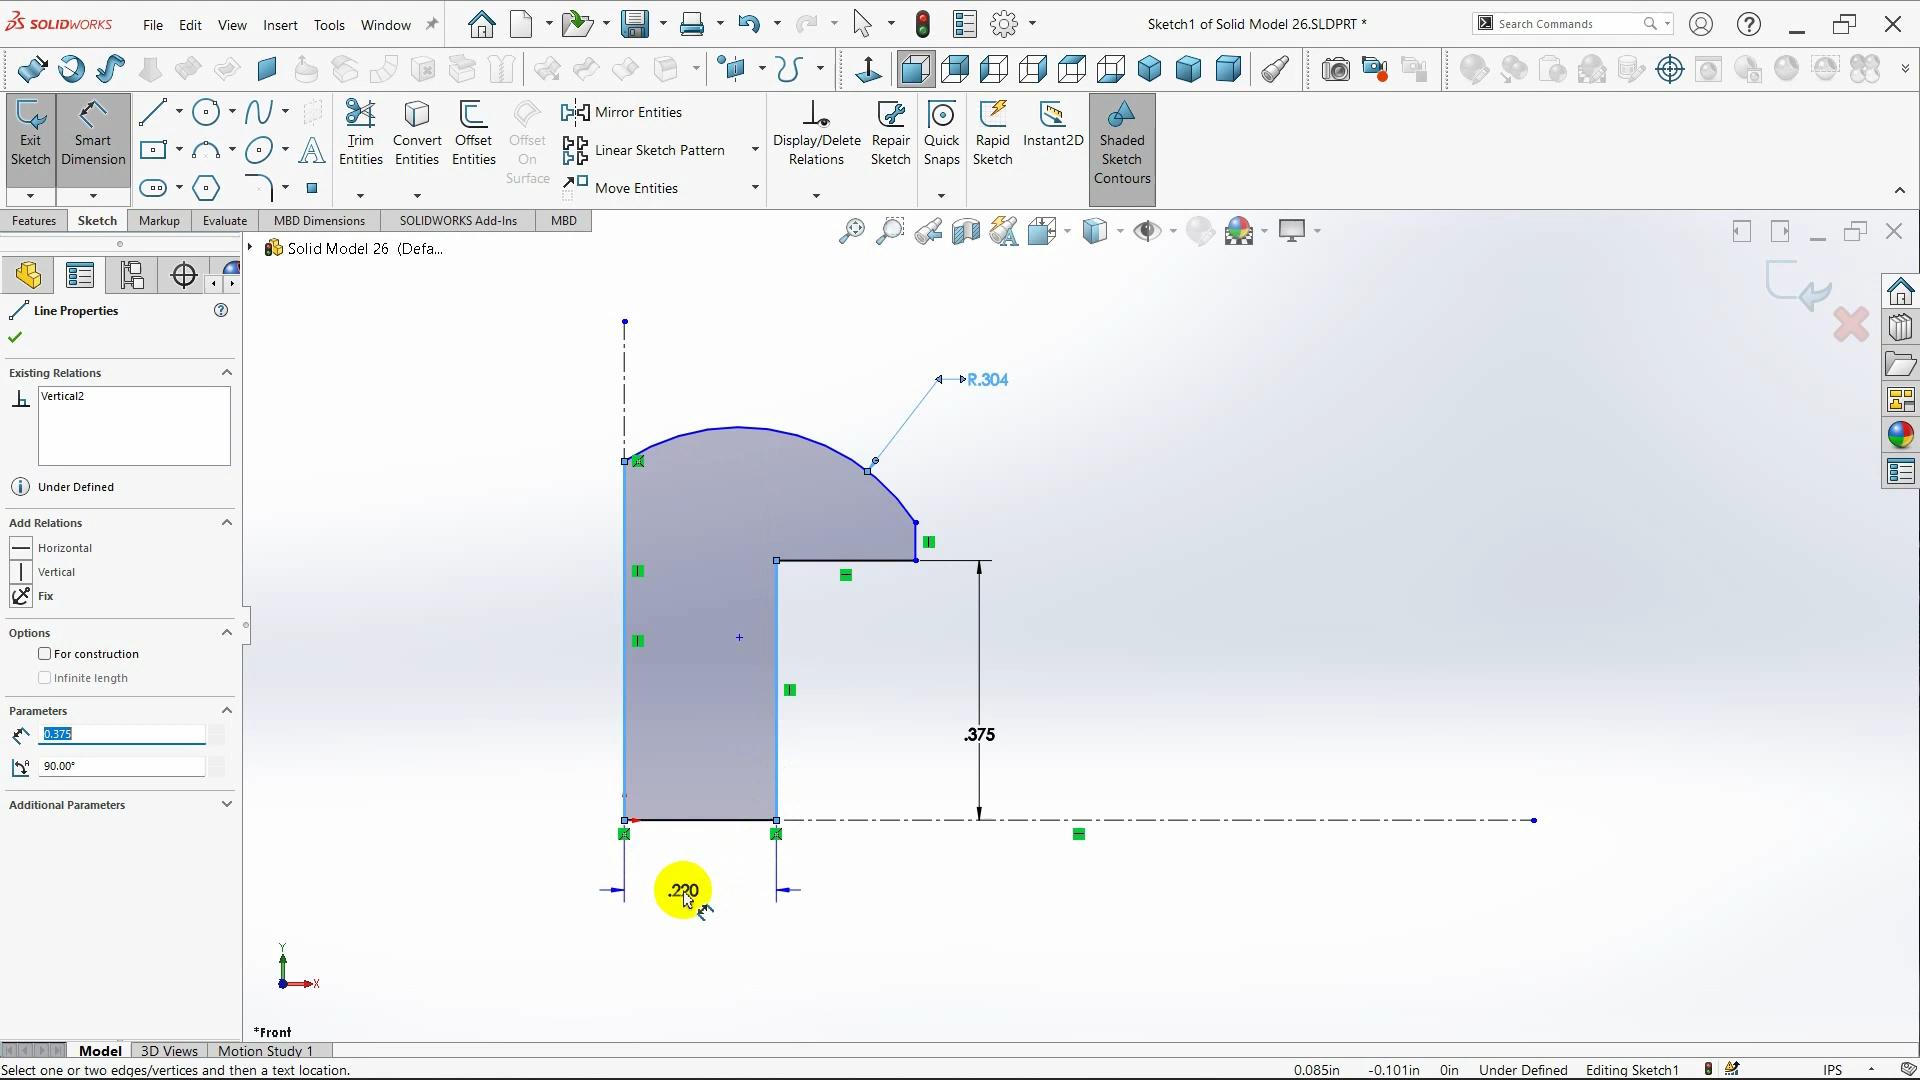 SOLIDWORKS File Edit View Insert Tools Window Sketch1 of Solid Model 26.SLDPRT * Search Commands
Exit Sketch
Smart Dimension
Trim Entities
Convert Entities
Offset Entities
Offset On Surface
Mirror Entities
Linear Sketch Pattern
Move Entities
Display/Delete Relations
Repair Sketch
Quick Snaps
Rapid Sketch
Instant2D
Shaded Sketch Contours
Features Sketch Markup Evaluate MBD Dimensions SOLIDWORKS Add-Ins MBD
Solid Model 26 (Defa...
Line Properties
Existing Relations
Vertical2
Under Defined
Add Relations
Horizontal
Vertical
Fix
Options
For construction
Infinite length
Parameters
0.375
90.00°
Additional Parameters
R.304
.375
.220
Y
X
*Front
Model 3D Views Motion Study 1
Select one or two edges/vertices and then a text location. 0.085in -0.101in 0in Under Defined Editing Sketch1 IPS